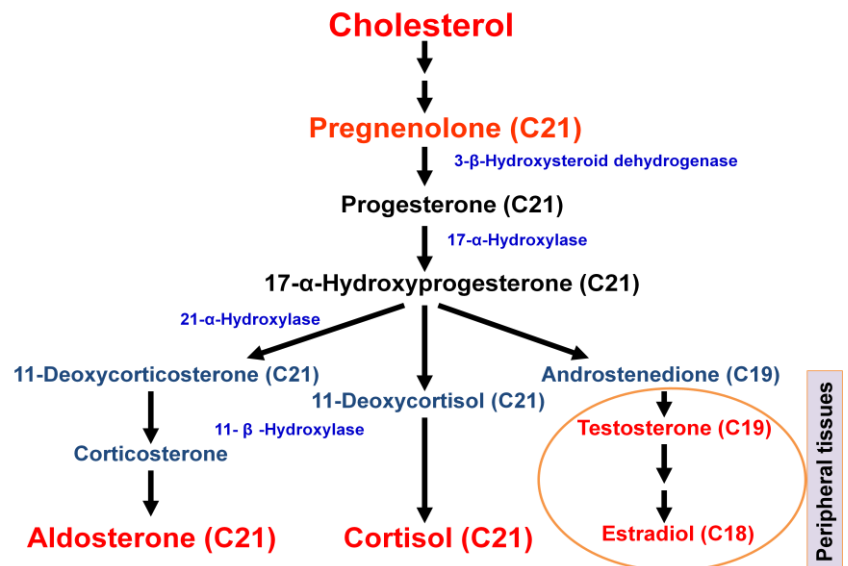 Cholesterol
Pregnenolone (C21)
3-β-Hydroxysteroid dehydrogenase
Progesterone (C21)
17-α-Hydroxylase
17-α-Hydroxyprogesterone (C21)
21-α-Hydroxylase
11-Deoxycorticosterone (C21)
11-Deoxycortisol (C21)
Androstenedione (C19)
11- β -Hydroxylase
Testosterone (C19)
Corticosterone
Aldosterone (C21)
Cortisol (C21)
Estradiol (C18)
Peripheral tissues